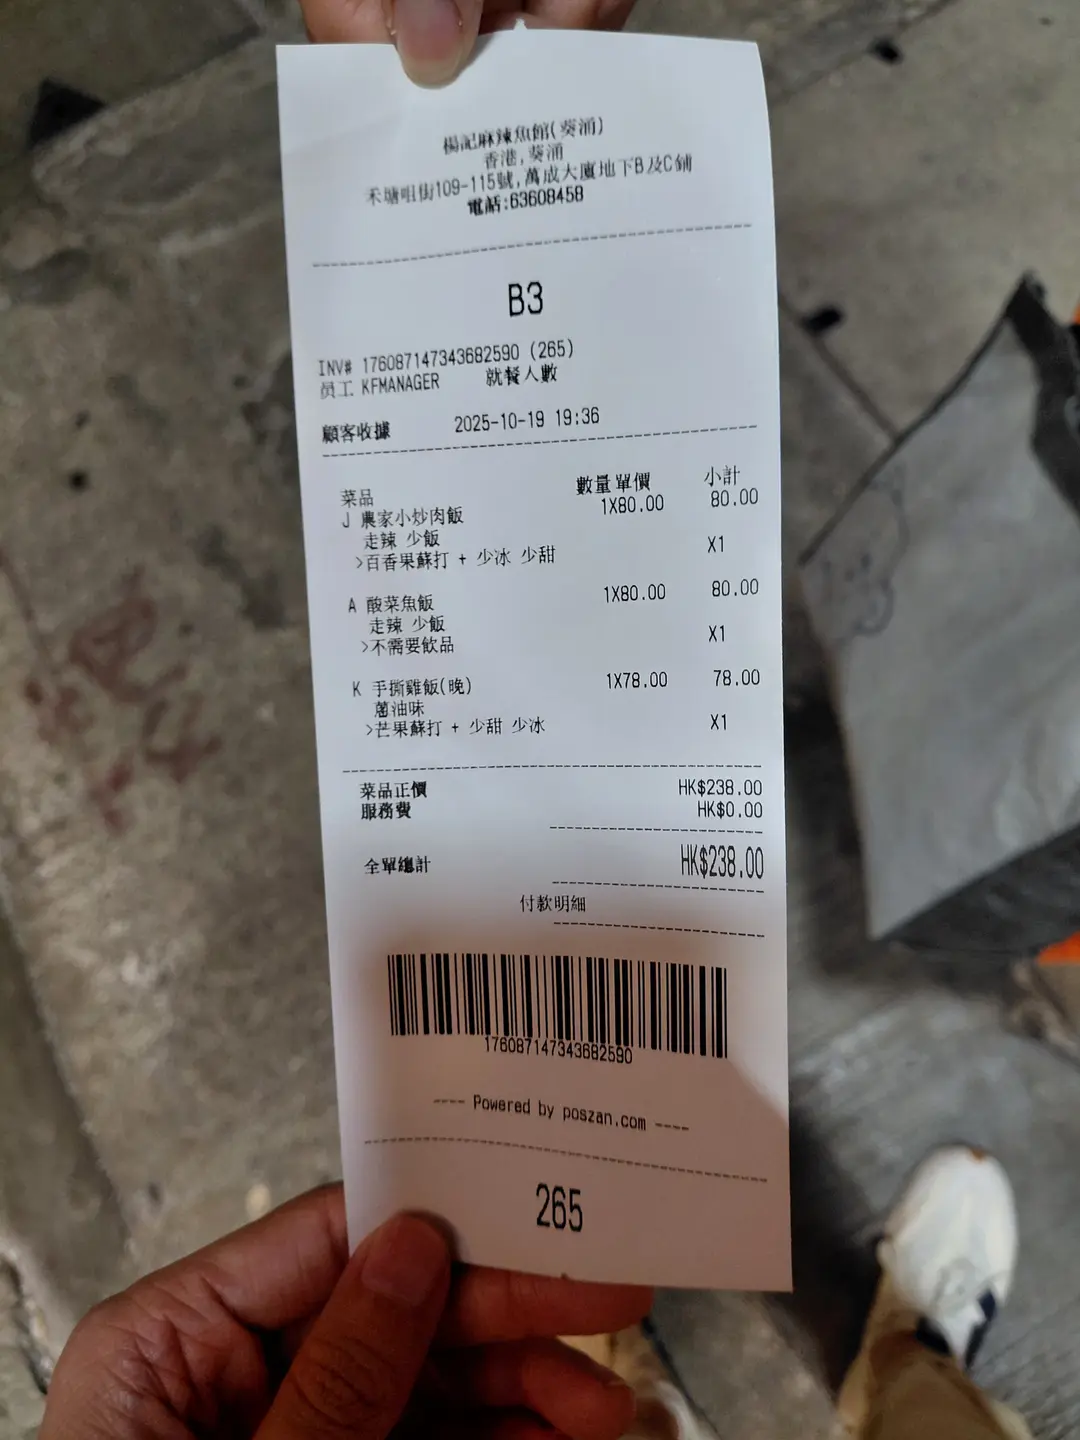 楊記麻辣魚館(葵涌)
香港,葵涌
禾塘咀街109-115號,萬成大廈地下B及C鋪
電話:63608458
B3
INV# 176087147343682590 (265)
員工 KFMANAGER 就餐人數
顧客收據 2025-10-19 19:36
菜品 數量單價 小計
J 農家小炒肉飯 1X80.00 80.00
走辣 少飯
>百香果蘇打 + 少冰 少甜 X1
A 酸菜魚飯 1X80.00 80.00
走辣 少飯
>不需要飲品 X1
K 手撕雞飯(晚) 1X78.00 78.00
蔥油味
>芒果蘇打 + 少甜 少冰 X1
菜品正價 HK$238.00
服務費 HK$0.00
全單總計 HK$238.00
付款明細
176087147343682590
---- Powered by poszan.com ----
265